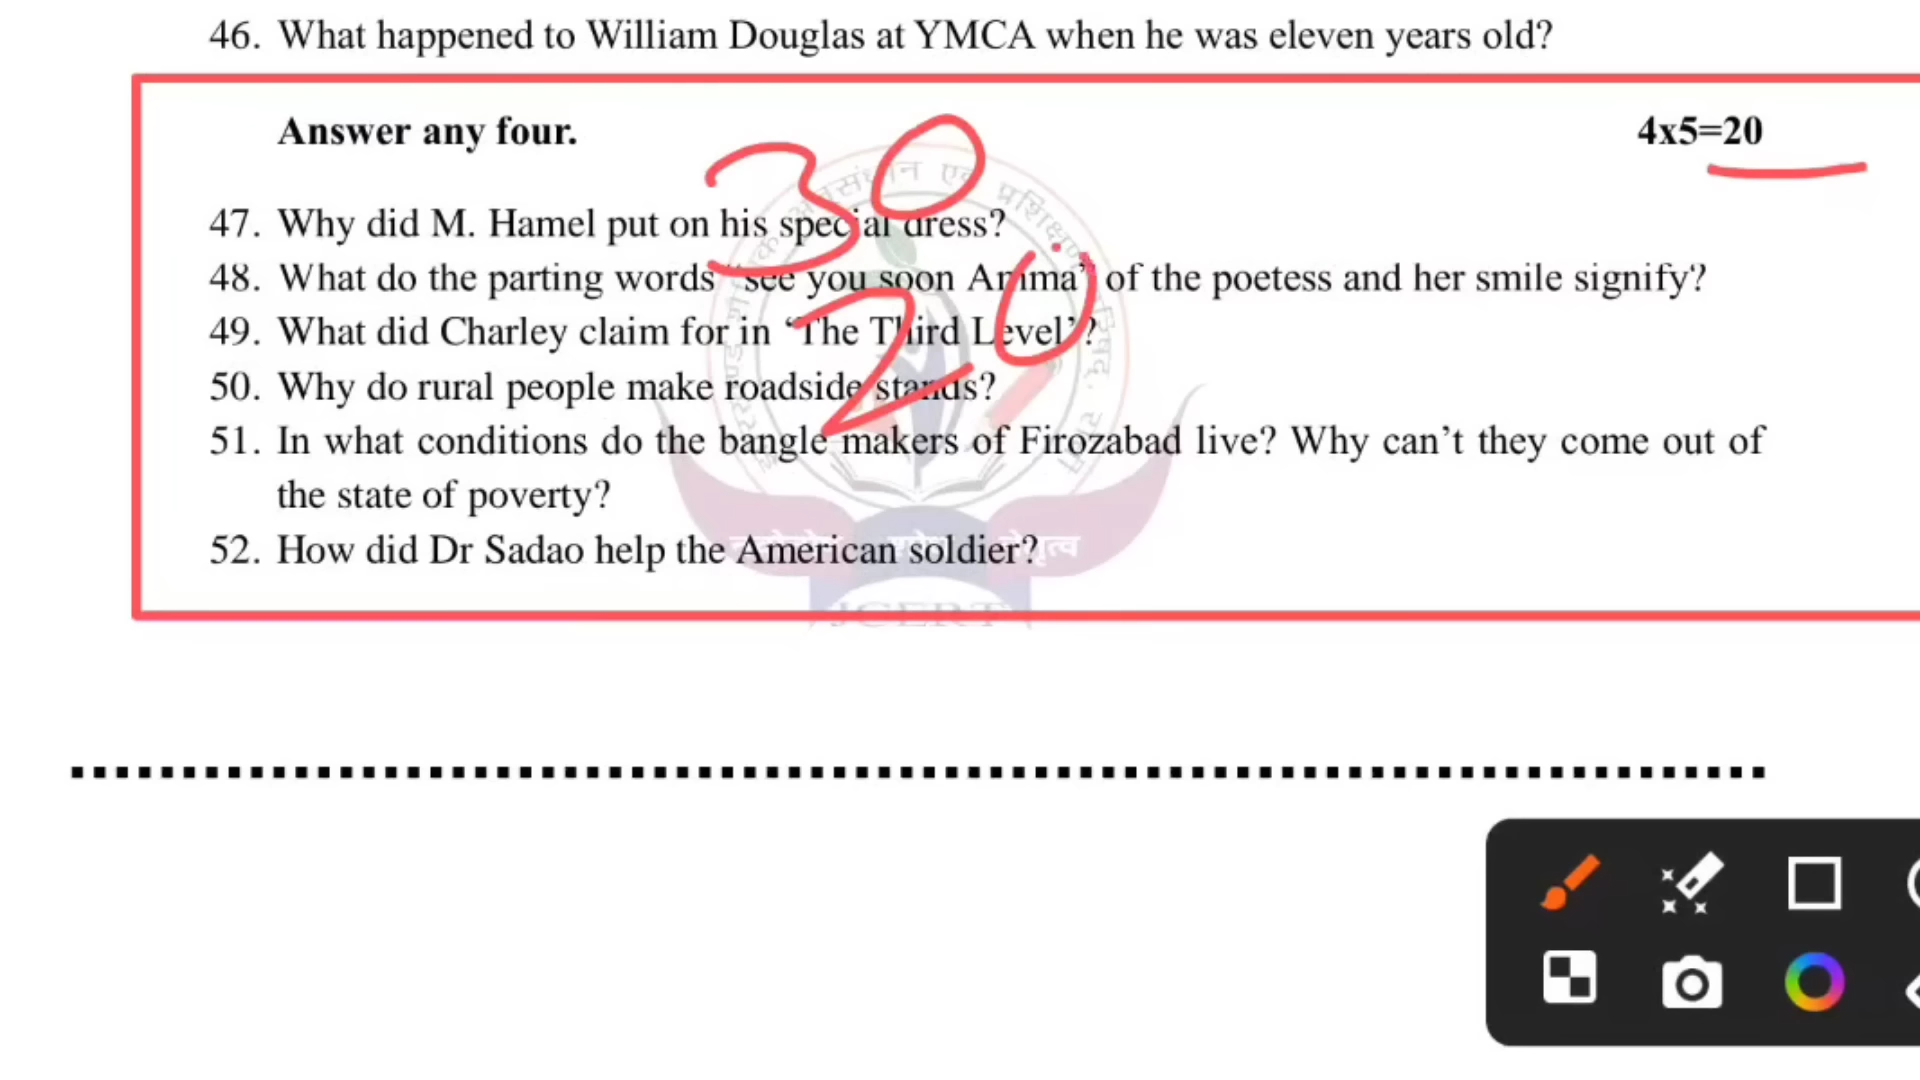 46. What happened to William Douglas at YMCA when he was eleven years old?
Answer any four. 4x5=20
30
47. Why did M. Hamel put on his special dress?
48. What do the parting words “see you soon Amma” of the poetess and her smile signify?
20
49. What did Charley claim for in ‘The Third Level’?
50. Why do rural people make roadside stands?
51. In what conditions do the bangle makers of Firozabad live? Why can’t they come out of
the state of poverty?
52. How did Dr Sadao help the American soldier?
JCERT